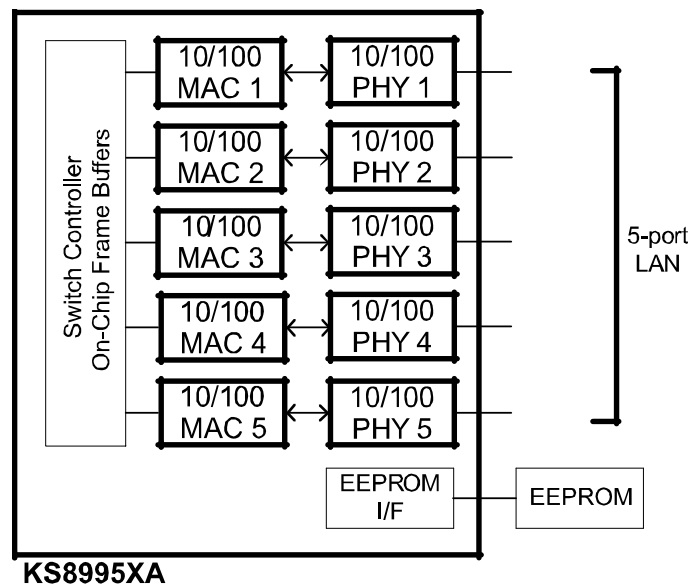 Switch Controller
On-Chip Frame Buffers
10/100
MAC 1
10/100
PHY 1
10/100
MAC 2
10/100
PHY 2
10/100
MAC 3
10/100
PHY 3
10/100
MAC 4
10/100
PHY 4
10/100
MAC 5
10/100
PHY 5
5-port
LAN
EEPROM
I/F
EEPROM
KS8995XA